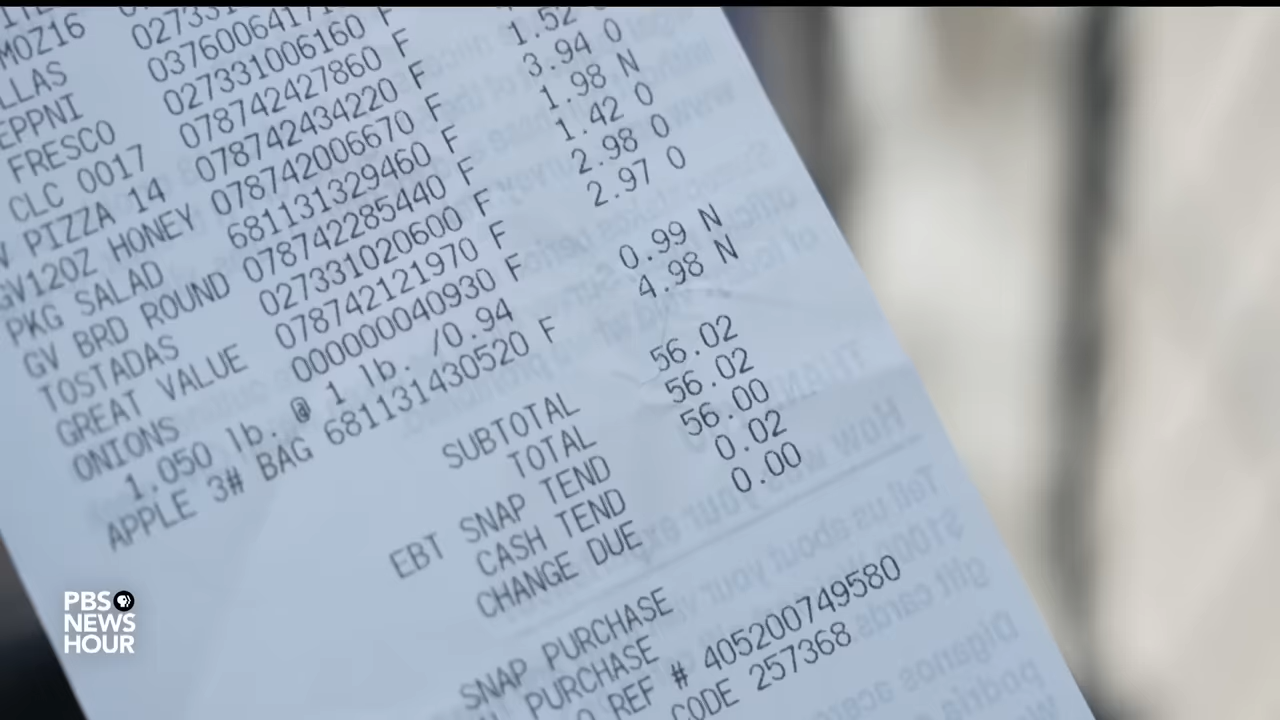 MOZ16
LLAS 02733
EPPNI 0376006417
FRESCO 027331006160 F
CLC 0017 078742427860 F
PIZZA 14 078742434220 F 1.52
GV12OZ HONEY 078742006670 F 3.94 O
PKG SALAD 681131329460 F 1.98 N
GV BRD ROUND 078742285440 F 1.42 O
TOSTADAS 027331020600 F 2.98 O
GREAT VALUE 078742121970 F 2.97 O
ONIONS 000000040930 F
1.050 lb. @ 1 lb. /0.94 0.99 N
APPLE 3# BAG 681131430520 F 4.98 N
SUBTOTAL 56.02
TOTAL 56.02
EBT SNAP TEND 56.00
CASH TEND 0.02
CHANGE DUE 0.00
SNAP PURCHASE
PURCHASE
REF # 405200749580
CODE 257368
PBS
NEWS
HOUR